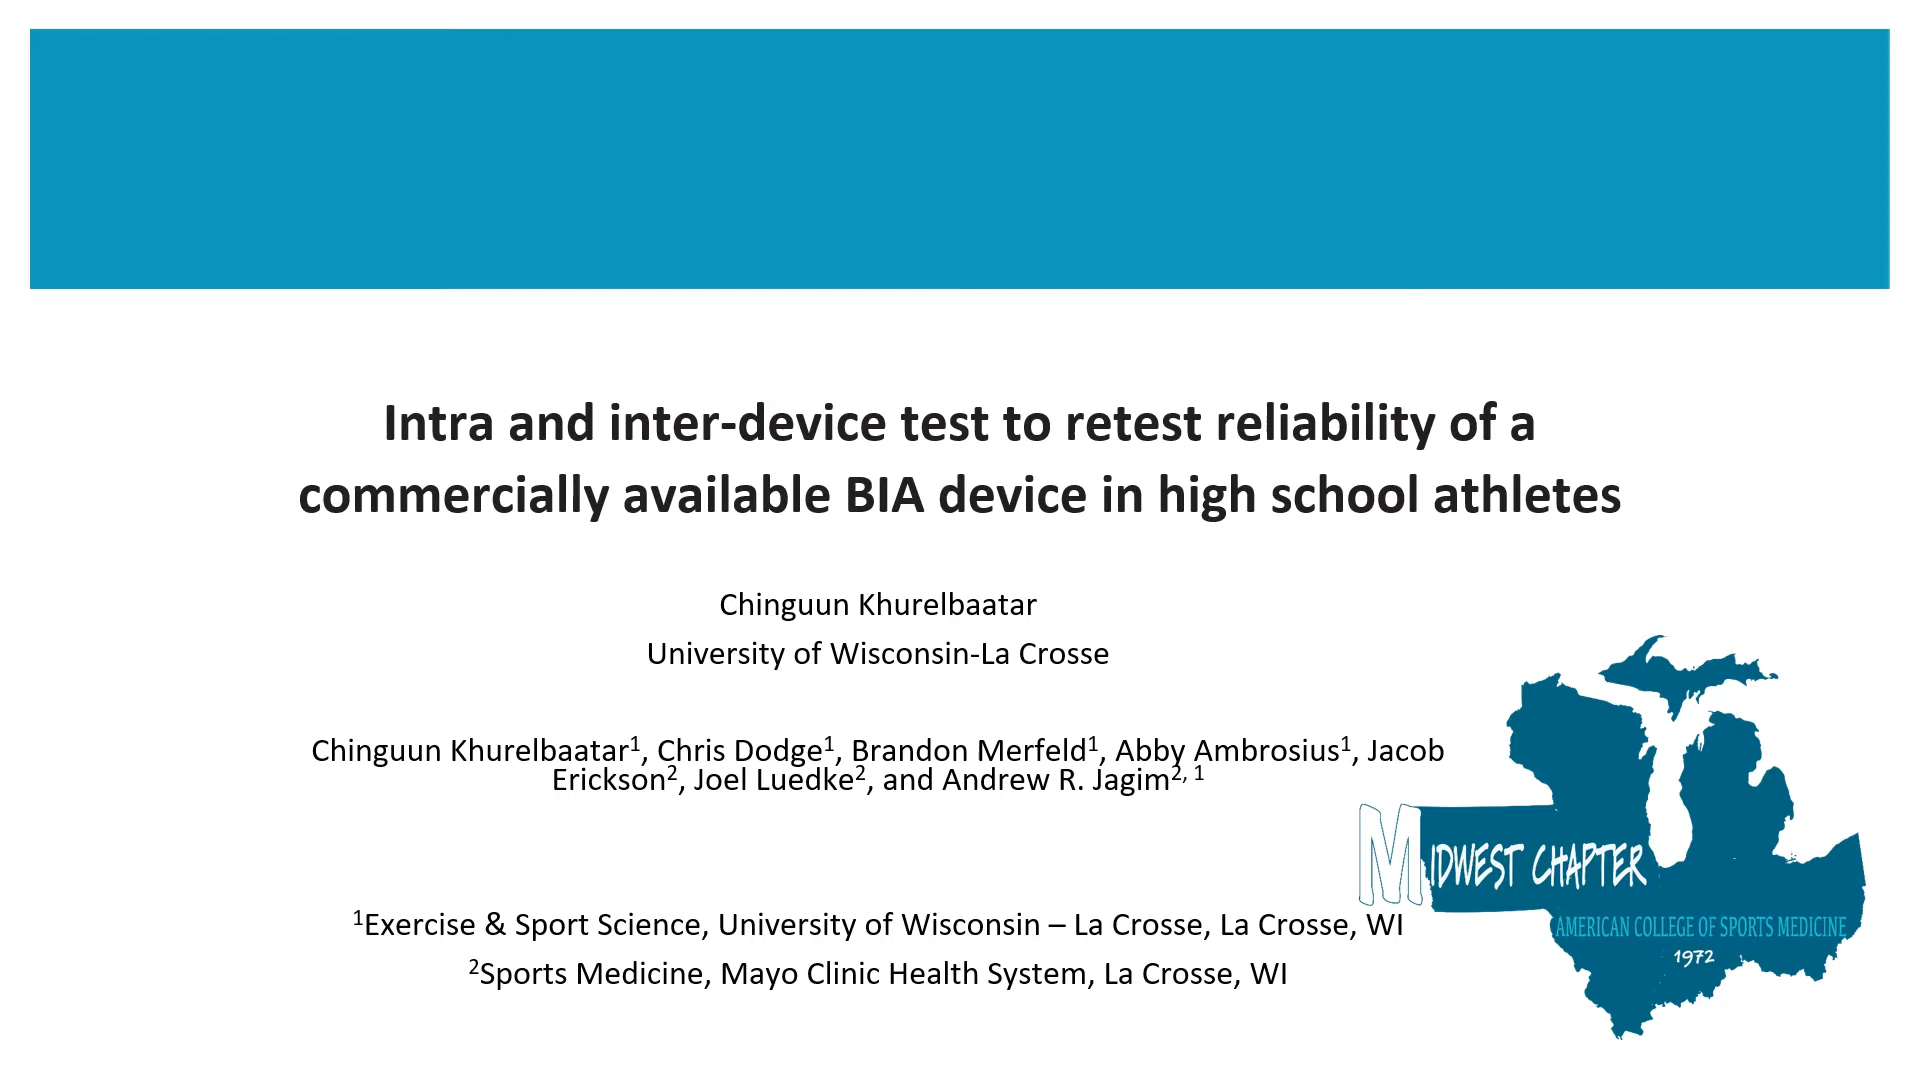 Intra and inter-device test to retest reliability of a
commercially available BIA device in high school athletes
Chinguun Khurelbaatar
University of Wisconsin-La Crosse
Chinguun Khurelbaatar¹, Chris Dodge¹, Brandon Merfeld¹, Abby Ambrosius¹, Jacob
Erickson², Joel Luedke², and Andrew R. Jagim²˒ ¹
MIDWEST CHAPTER
AMERICAN COLLEGE OF SPORTS MEDICINE
1972
¹Exercise & Sport Science, University of Wisconsin – La Crosse, La Crosse, WI
²Sports Medicine, Mayo Clinic Health System, La Crosse, WI